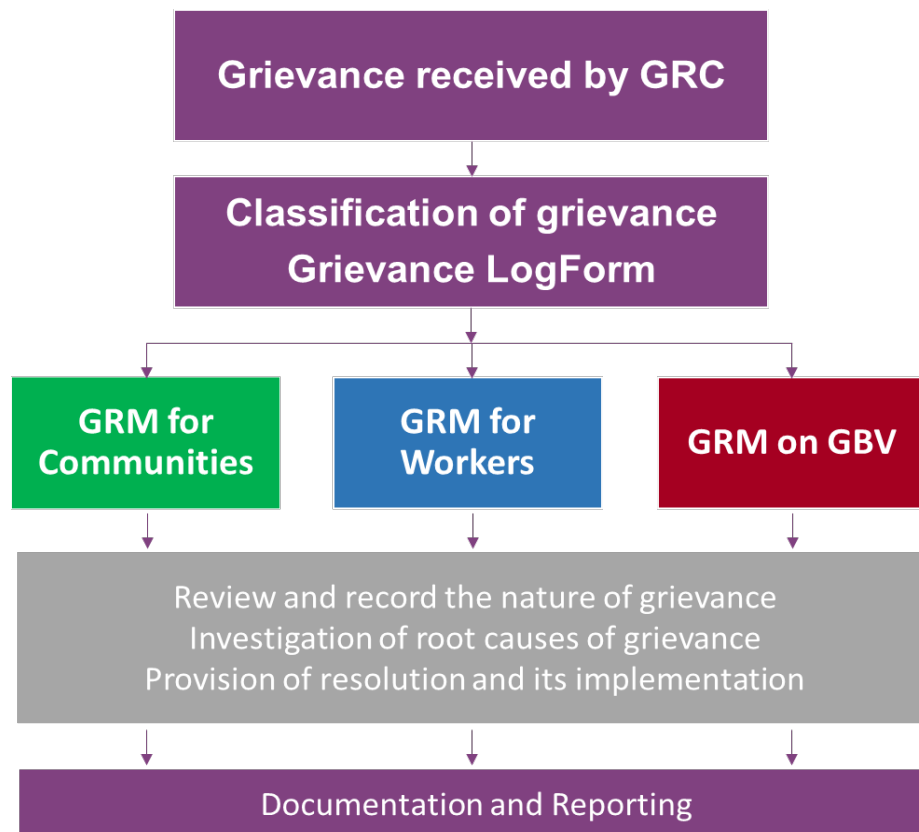 Grievance received by GRC
Classification of grievance
Grievance LogForm
GRM for
Communities
GRM for
Workers
GRM on GBV
Review and record the nature of grievance
Investigation of root causes of grievance
Provision of resolution and its implementation
Documentation and Reporting